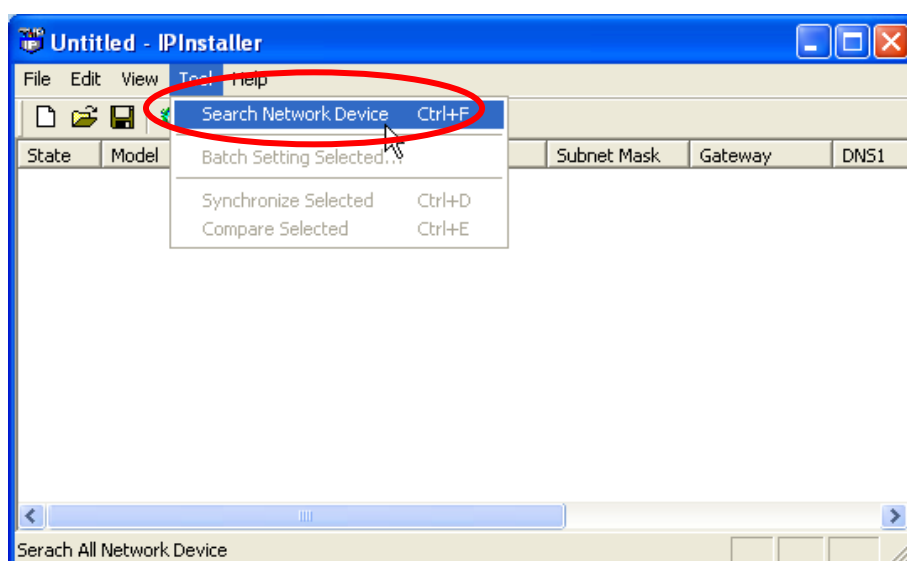 Untitled - IPInstaller
File Edit View Tool Help
Search Network Device Ctrl+F
State Model Subnet Mask Gateway DNS1
Batch Setting Selected...
Synchronize Selected Ctrl+D
Compare Selected Ctrl+E
Serach All Network Device